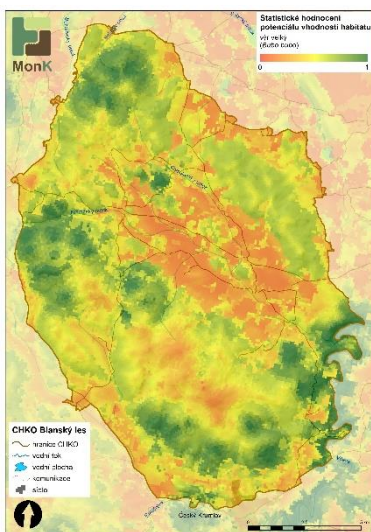 MonK
Statistické hodnocení
potenciálu vhodnosti habitatu
výr velký
(Bubo bubo)
0 1
CHKO Blanský les
hranice CHKO
vodní tok
vodní plocha
komunikace
sídlo
Český Krumlov